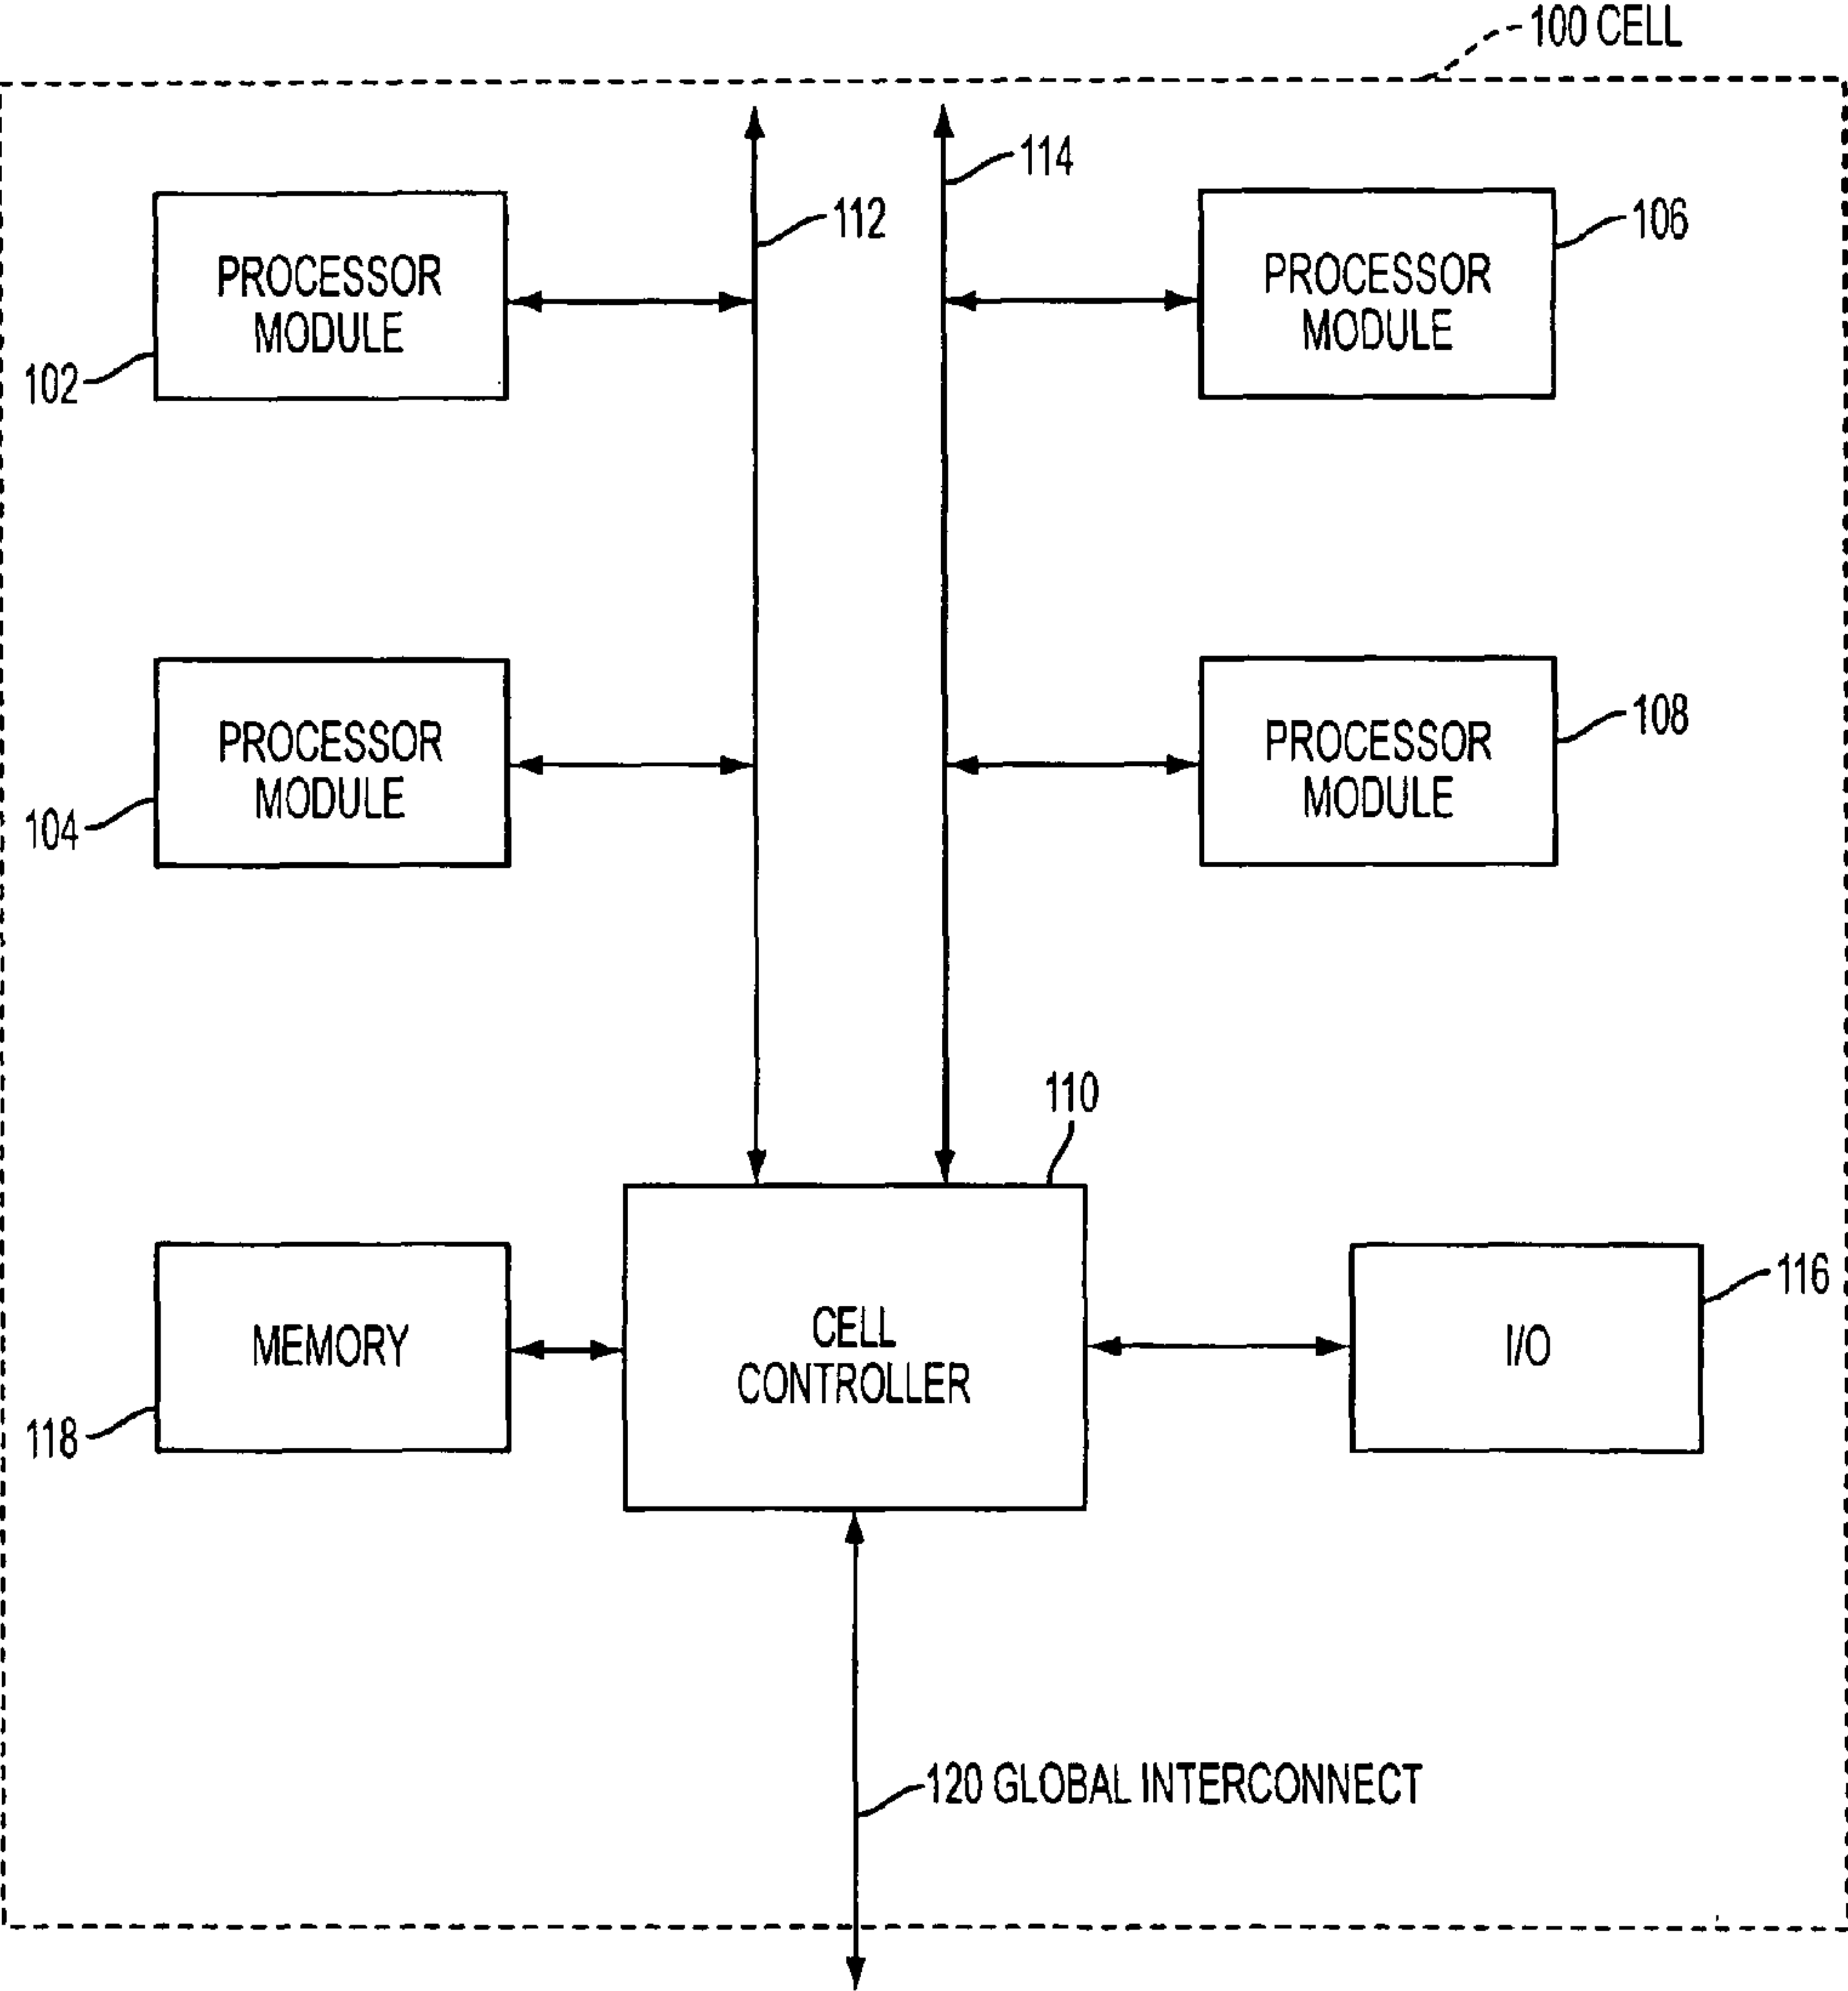 100 CELL
114
112
106
PROCESSOR
MODULE
PROCESSOR
MODULE
102
108
PROCESSOR
MODULE
PROCESSOR
MODULE
104
110
116
MEMORY
CELL
CONTROLLER
I/O
118
120 GLOBAL INTERCONNECT